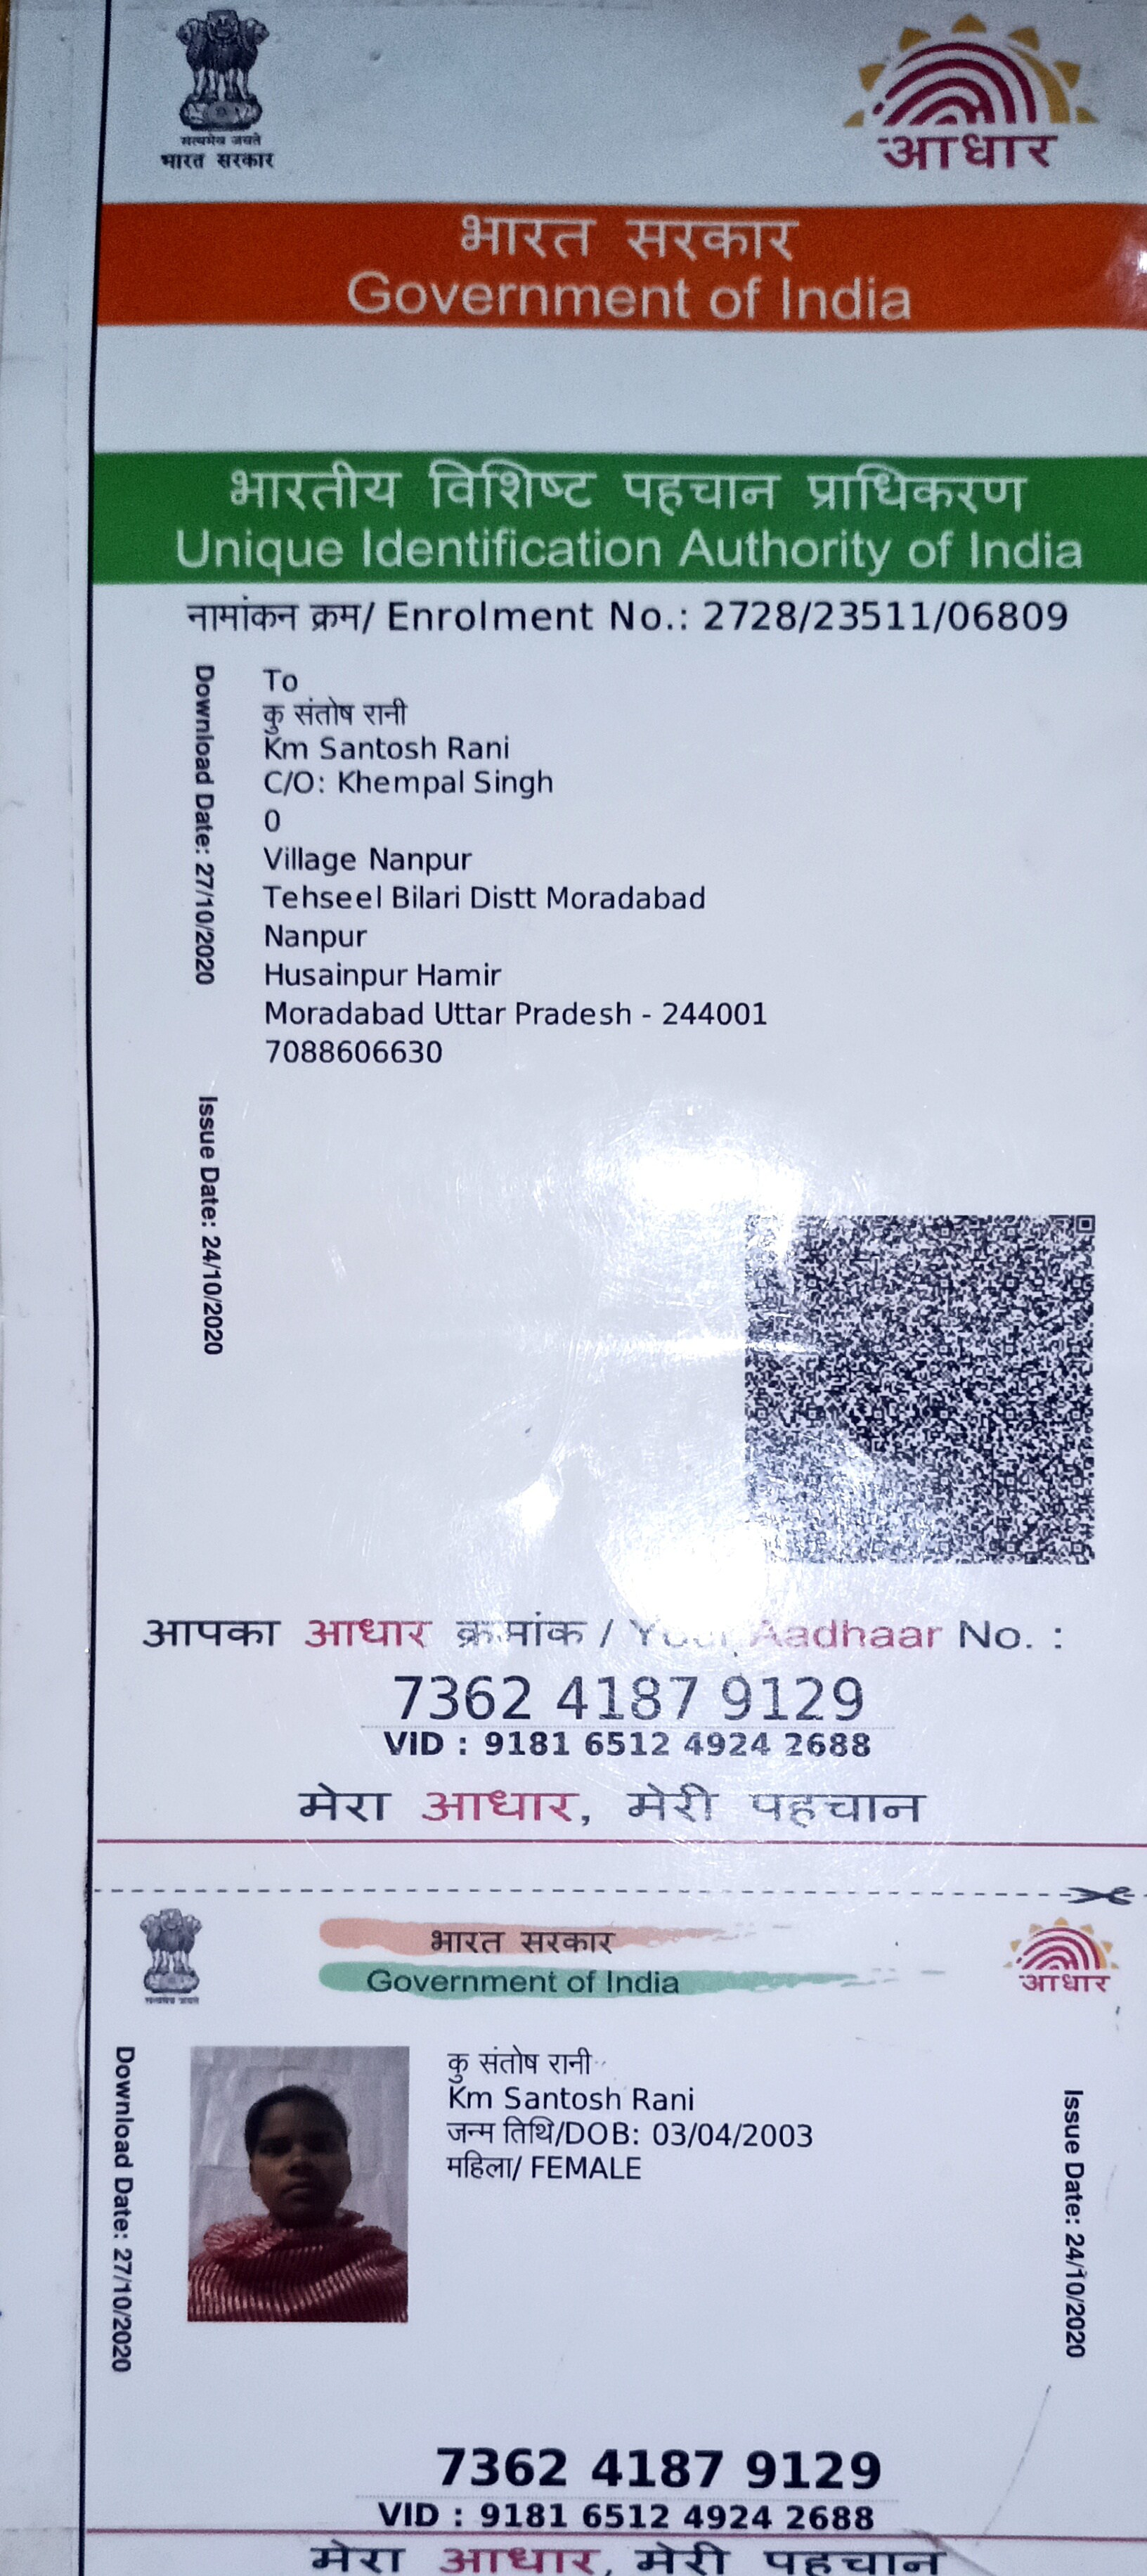 सत्यमेव जयते
भारत सरकार
आधार
भारत सरकार
Government of India
भारतीय विशिष्ट पहचान प्राधिकरण
Unique Identification Authority of India
नामांकन क्रम/ Enrolment No.: 2728/23511/06809
Download Date: 27/10/2020
Issue Date: 24/10/2020
To
कु संतोष रानी
Km Santosh Rani
C/O: Khempal Singh
0
Village Nanpur
Tehseel Bilari Distt Moradabad
Nanpur
Husainpur Hamir
Moradabad Uttar Pradesh - 244001
7088606630
आपका आधार क्रमांक / Your Aadhaar No. :
7362 4187 9129
VID : 9181 6512 4924 2688
मेरा आधार, मेरी पहचान
भारत सरकार
Government of India
सत्यमेव जयते
आधार
Download Date: 27/10/2020
कु संतोष रानी
Km Santosh Rani
जन्म तिथि/DOB: 03/04/2003
महिला/ FEMALE
Issue Date: 24/10/2020
7362 4187 9129
VID : 9181 6512 4924 2688
मेरा आधार, मेरी पहचान